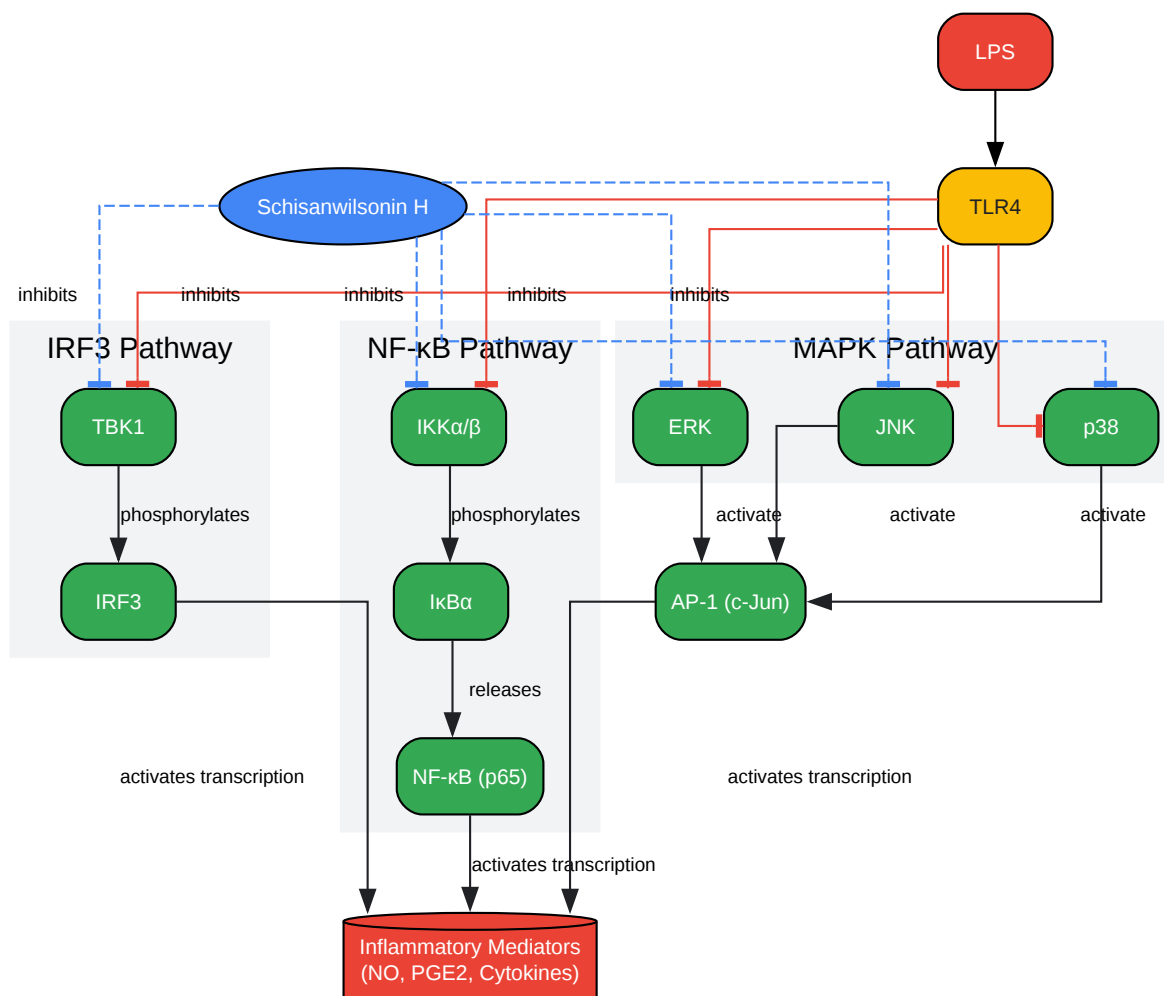 LPS
Schisanwilsonin H
TLR4
inhibits
inhibits
inhibits
inhibits
inhibits
IRF3 Pathway
NF-κB Pathway
MAPK Pathway
TBK1
IKKα/β
ERK
JNK
p38
phosphorylates
phosphorylates
activate
activate
activate
IRF3
IκBα
AP-1 (c-Jun)
releases
NF-κB (p65)
activates transcription
activates transcription
activates transcription
Inflammatory Mediators
(NO, PGE2, Cytokines)